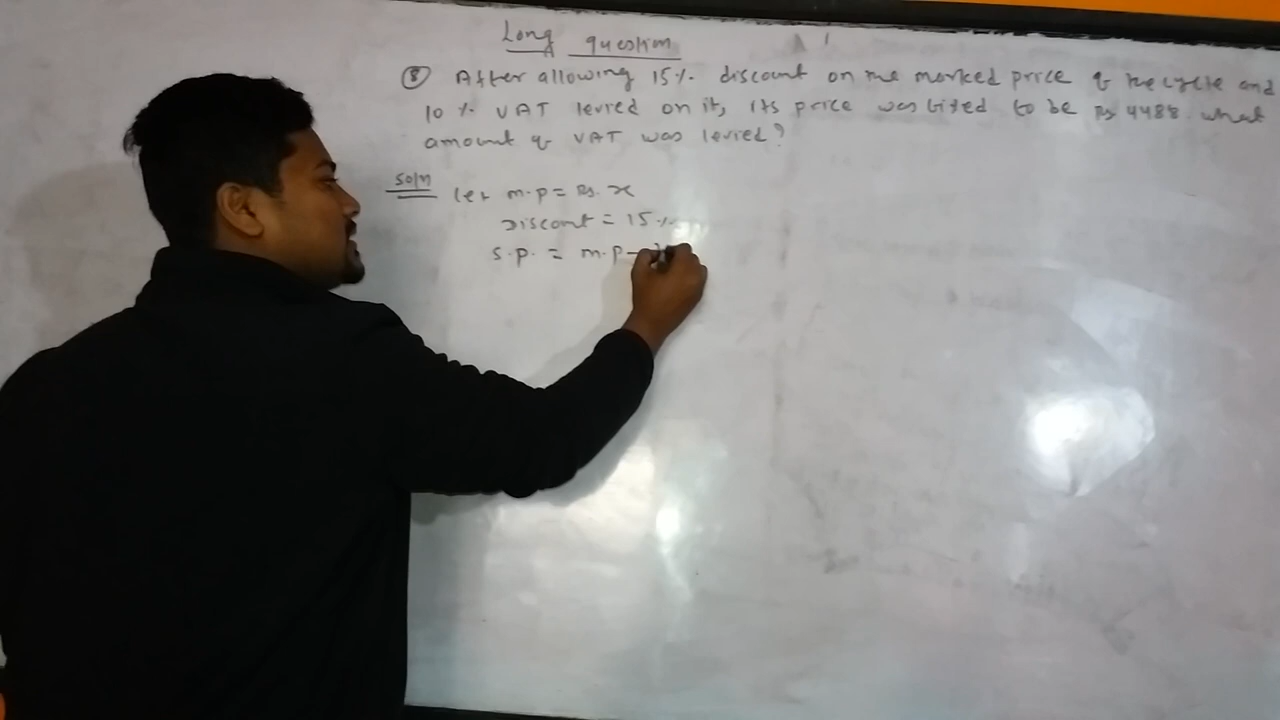 Long question
⑧ After allowing 15% discount on the marked price of the cycle and
10% VAT levied on it, its price was to be Rs 4488. what
amount of VAT was levied?
Soln let m.p = Rs. x
Discount = 15%
S.p. = m.p -